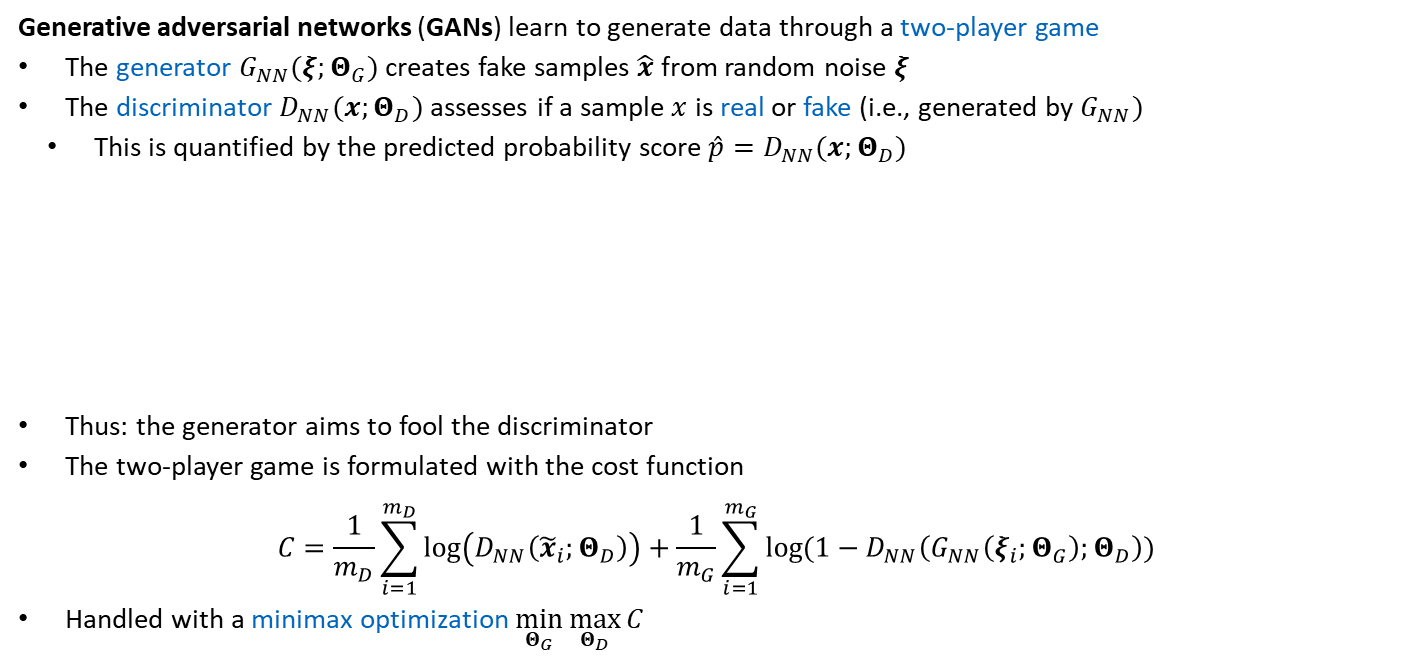 Generative adversarial networks (GANs) learn to generate data through a two-player game
• The generator G_NN(ξ; Θ_G) creates fake samples x̂ from random noise ξ
• The discriminator D_NN(x; Θ_D) assesses if a sample x is real or fake (i.e., generated by G_NN)
• This is quantified by the predicted probability score p̂ = D_NN(x; Θ_D)
• Thus: the generator aims to fool the discriminator
• The two-player game is formulated with the cost function
C = 1/m_D ∑_{i=1}^{m_D} log(D_NN(x̃_i; Θ_D)) + 1/m_G ∑_{i=1}^{m_G} log(1 − D_NN(G_NN(ξ_i; Θ_G); Θ_D))
• Handled with a minimax optimization min_{Θ_G} max_{Θ_D} C